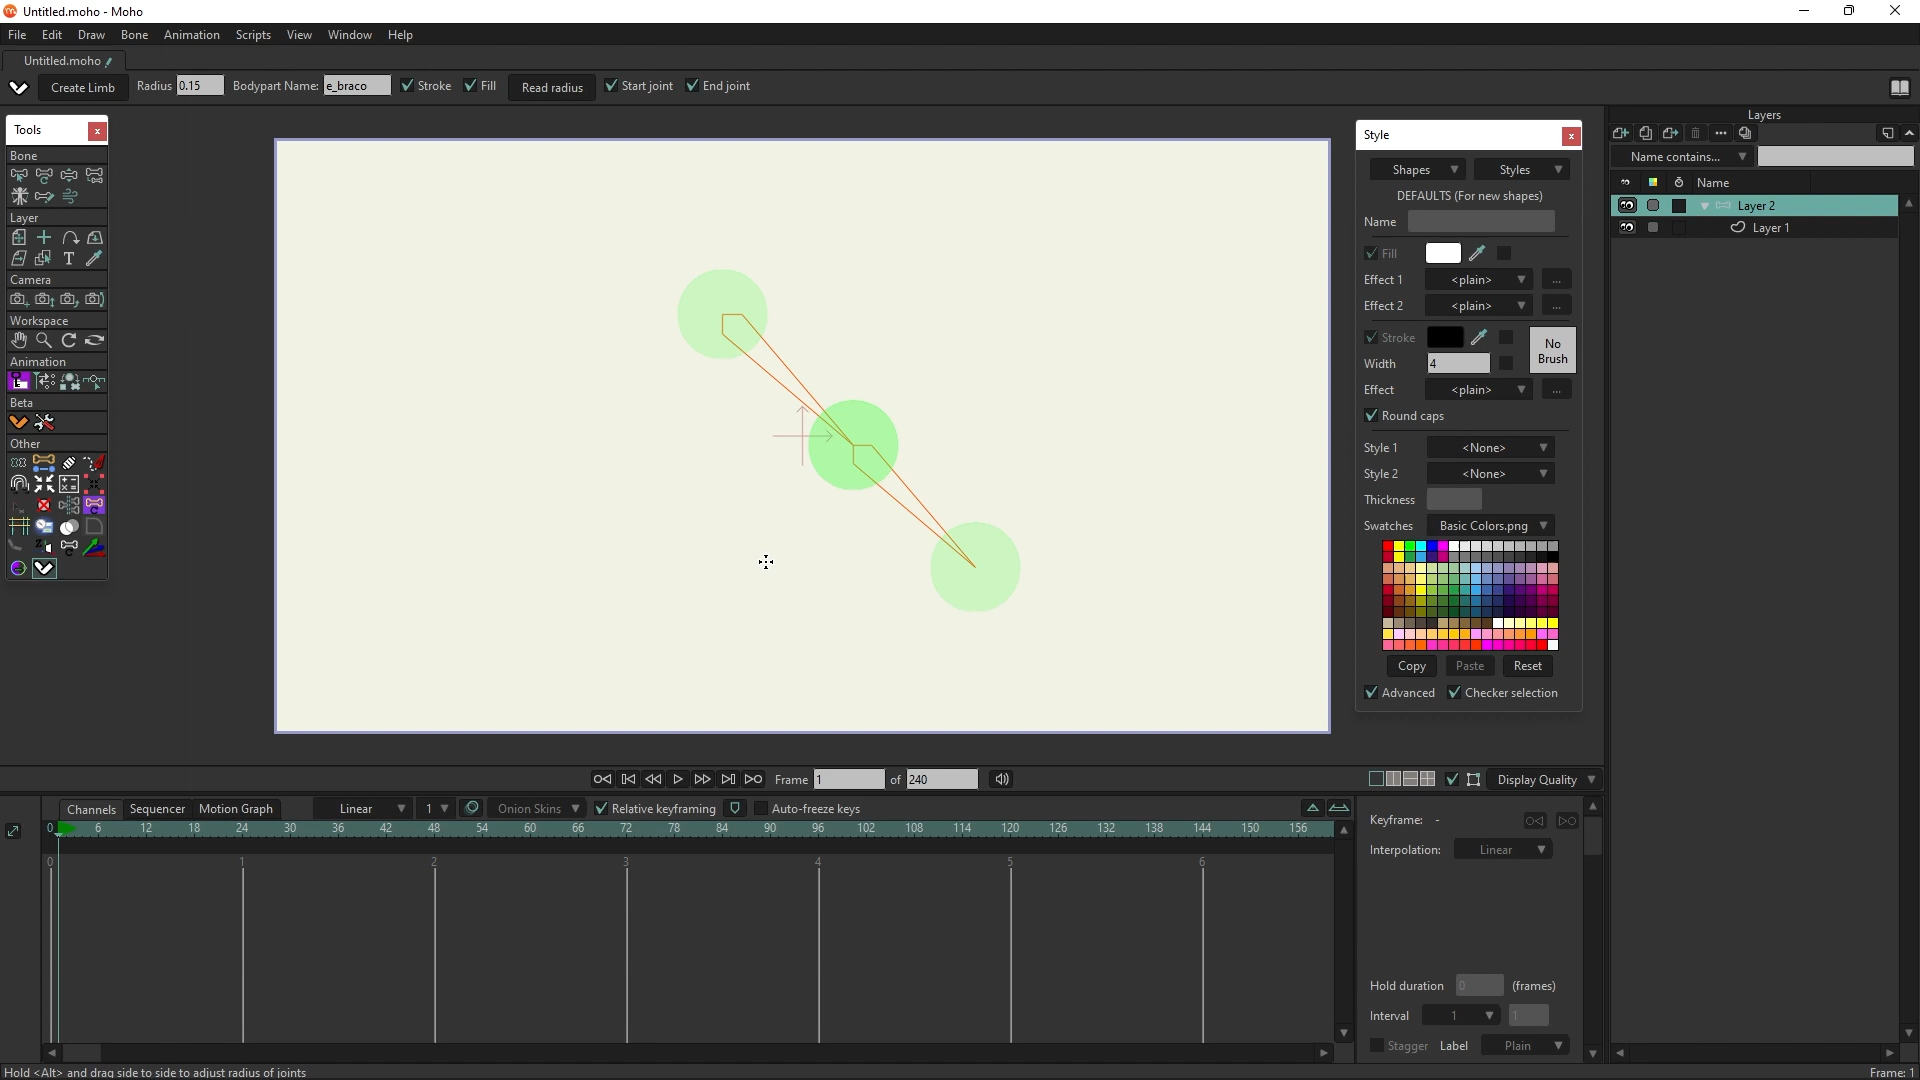 Untitled.moho - Moho
File Edit Draw Bone Animation Scripts View Window Help
Untitled.moho
Create Limb Radius 0.15 Bodypart Name: e_braco Stroke Fill Read radius Start joint End joint
Tools
Bone
Layer
Camera
Workspace
Animation
Beta
Other
Style
Shapes Styles
DEFAULTS (For new shapes)
Name
Fill
Effect 1 <plain> ...
Effect 2 <plain> ...
Stroke
No Brush
Width 4
Effect <plain> ...
Round caps
Style 1 <None>
Style 2 <None>
Thickness
Swatches Basic Colors.png
Copy Paste Reset
Advanced Checker selection
Layers
Name contains...
Name
Layer 2
Layer 1
Frame 1 of 240
Display Quality
Channels Sequencer Motion Graph Linear 1 Onion Skins Relative keyframing Auto-freeze keys
0 6 12 18 24 30 36 42 48 54 60 66 72 78 84 90 96 102 108 114 120 126 132 138 144 150 156
0 1 2 3 4 5 6
Keyframe: -
Interpolation: Linear
Hold duration 0 (frames)
Interval 1 1
Stagger Label Plain
Hold <Alt> and drag side to side to adjust radius of joints
Frame: 1